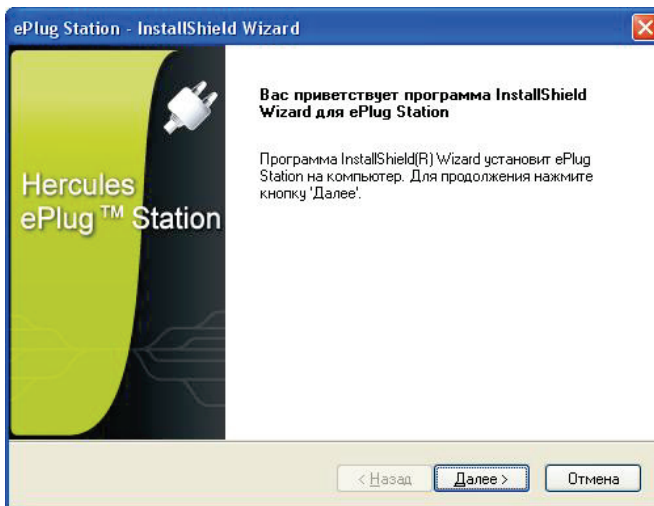 ePlug Station - InstallShield Wizard
Hercules
ePlug™ Station
Вас приветствует программа InstallShield
Wizard для ePlug Station
Программа InstallShield(R) Wizard установит ePlug
Station на компьютер. Для продолжения нажмите
кнопку 'Далее'.
< Назад
Далее >
Отмена